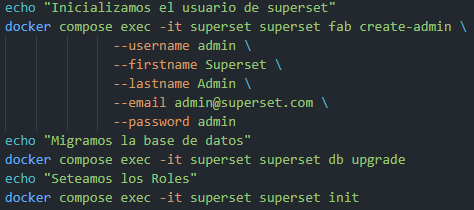 echo "Inicializamos el usuario de superset"
docker compose exec -it superset superset fab create-admin \
--username admin \
--firstname Superset \
--lastname Admin \
--email admin@superset.com \
--password admin
echo "Migramos la base de datos"
docker compose exec -it superset superset db upgrade
echo "Seteamos los Roles"
docker compose exec -it superset superset init